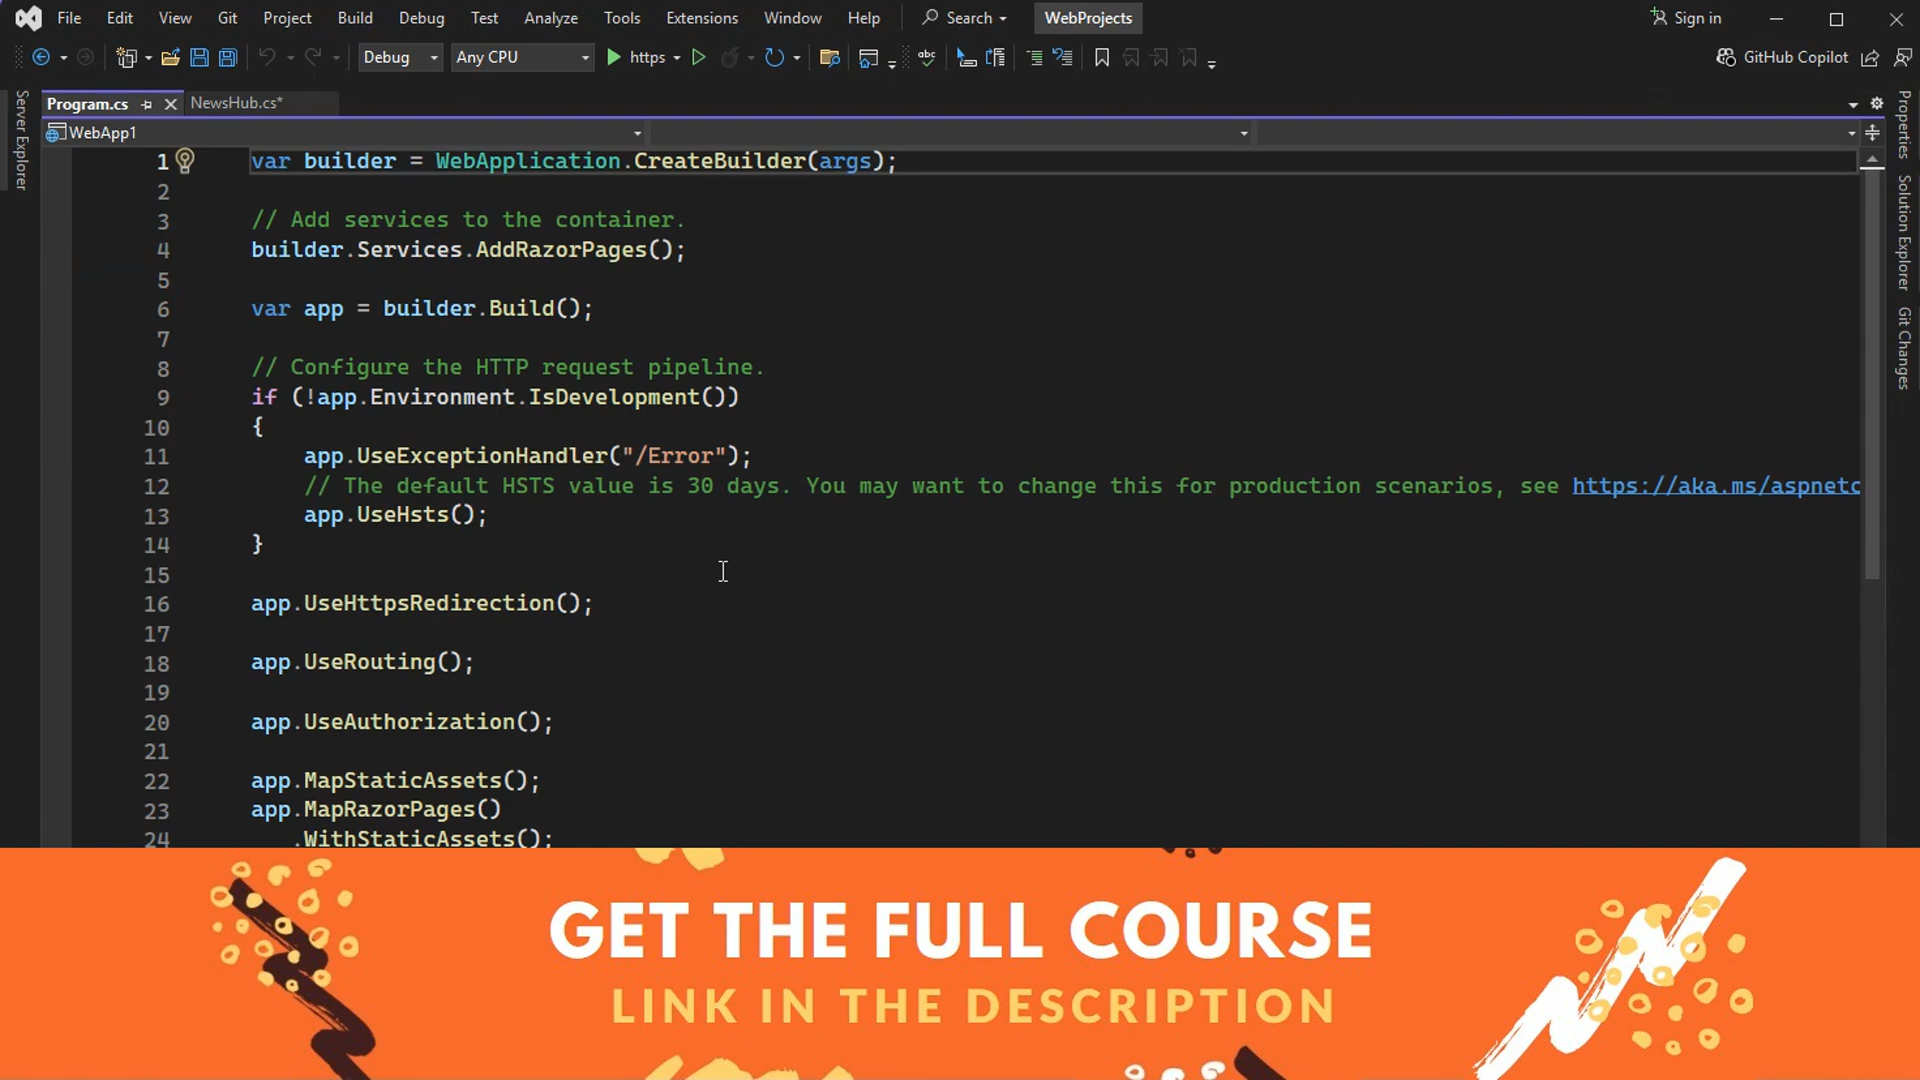 File Edit View Git Project Build Debug Test Analyze Tools Extensions Window Help Search WebProjects Sign in
Debug Any CPU https abc GitHub Copilot
Program.cs NewsHub.cs*
WebApp1
Server Explorer
Properties
Solution Explorer
Git Changes
1 var builder = WebApplication.CreateBuilder(args);
2
3 // Add services to the container.
4 builder.Services.AddRazorPages();
5
6 var app = builder.Build();
7
8 // Configure the HTTP request pipeline.
9 if (!app.Environment.IsDevelopment())
10 {
11 app.UseExceptionHandler("/Error");
12 // The default HSTS value is 30 days. You may want to change this for production scenarios, see https://aka.ms/aspnetc
13 app.UseHsts();
14 }
15
16 app.UseHttpsRedirection();
17
18 app.UseRouting();
19
20 app.UseAuthorization();
21
22 app.MapStaticAssets();
23 app.MapRazorPages()
24 .WithStaticAssets();
GET THE FULL COURSE
LINK IN THE DESCRIPTION